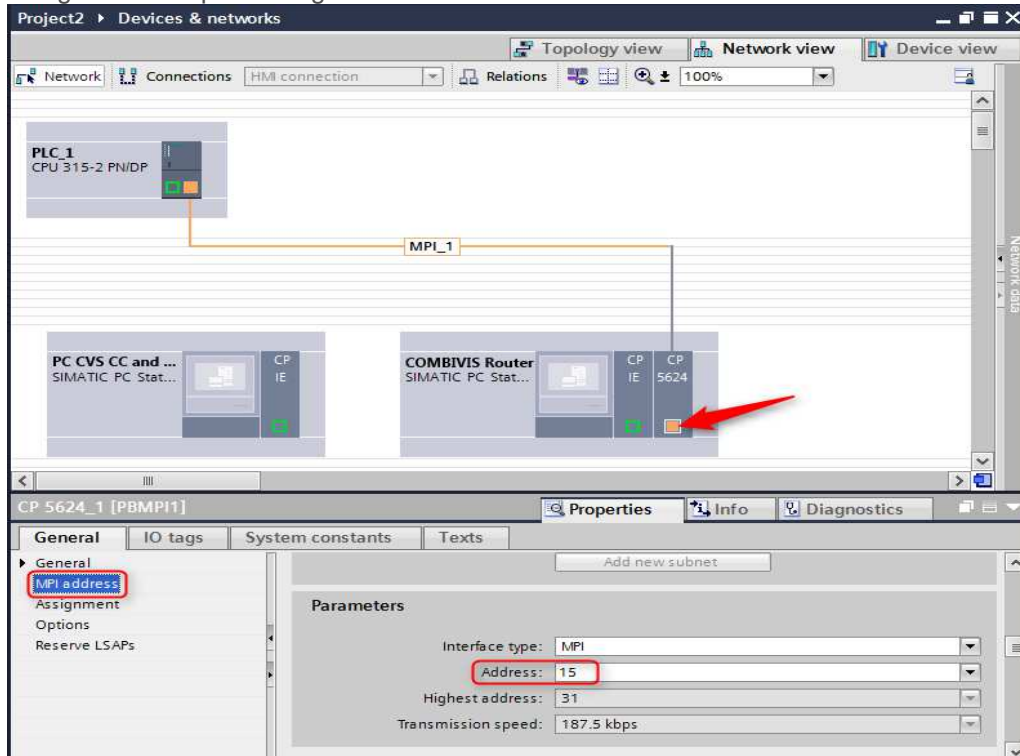 Project2 ▸ Devices & networks
Topology view Network view Device view
Network Connections HMI connection Relations 100%
PLC_1
CPU 315-2 PN/DP
MPI_1
Network data
PC CVS CC and ...
SIMATIC PC Stat...
CP
IE
COMBIVIS Router
SIMATIC PC Stat...
CP
IE
CP
5624
CP 5624_1 [PBMPI1]
Properties Info Diagnostics
General IO tags System constants Texts
General
MPI address
Assignment
Options
Reserve LSAPs
Add new subnet
Parameters
Interface type: MPI
Address: 15
Highest address: 31
Transmission speed: 187.5 kbps